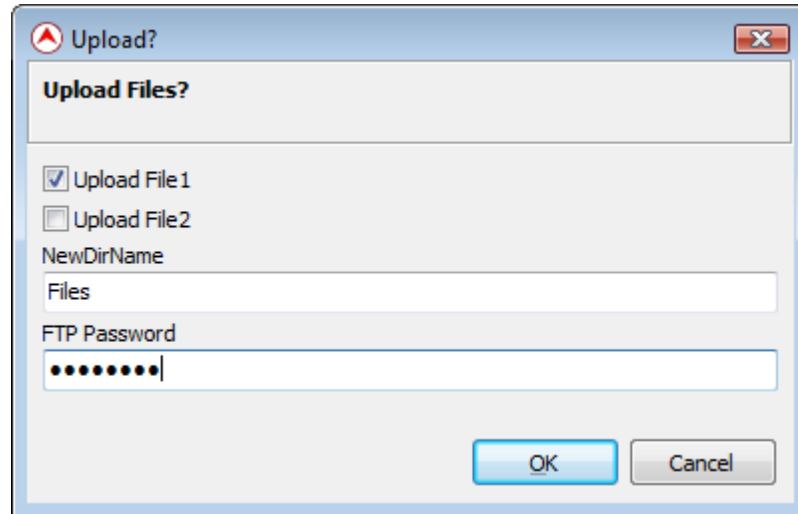 Upload?
Upload Files?
Upload File1
Upload File2
NewDirName
Files
FTP Password
••••••••
OK Cancel